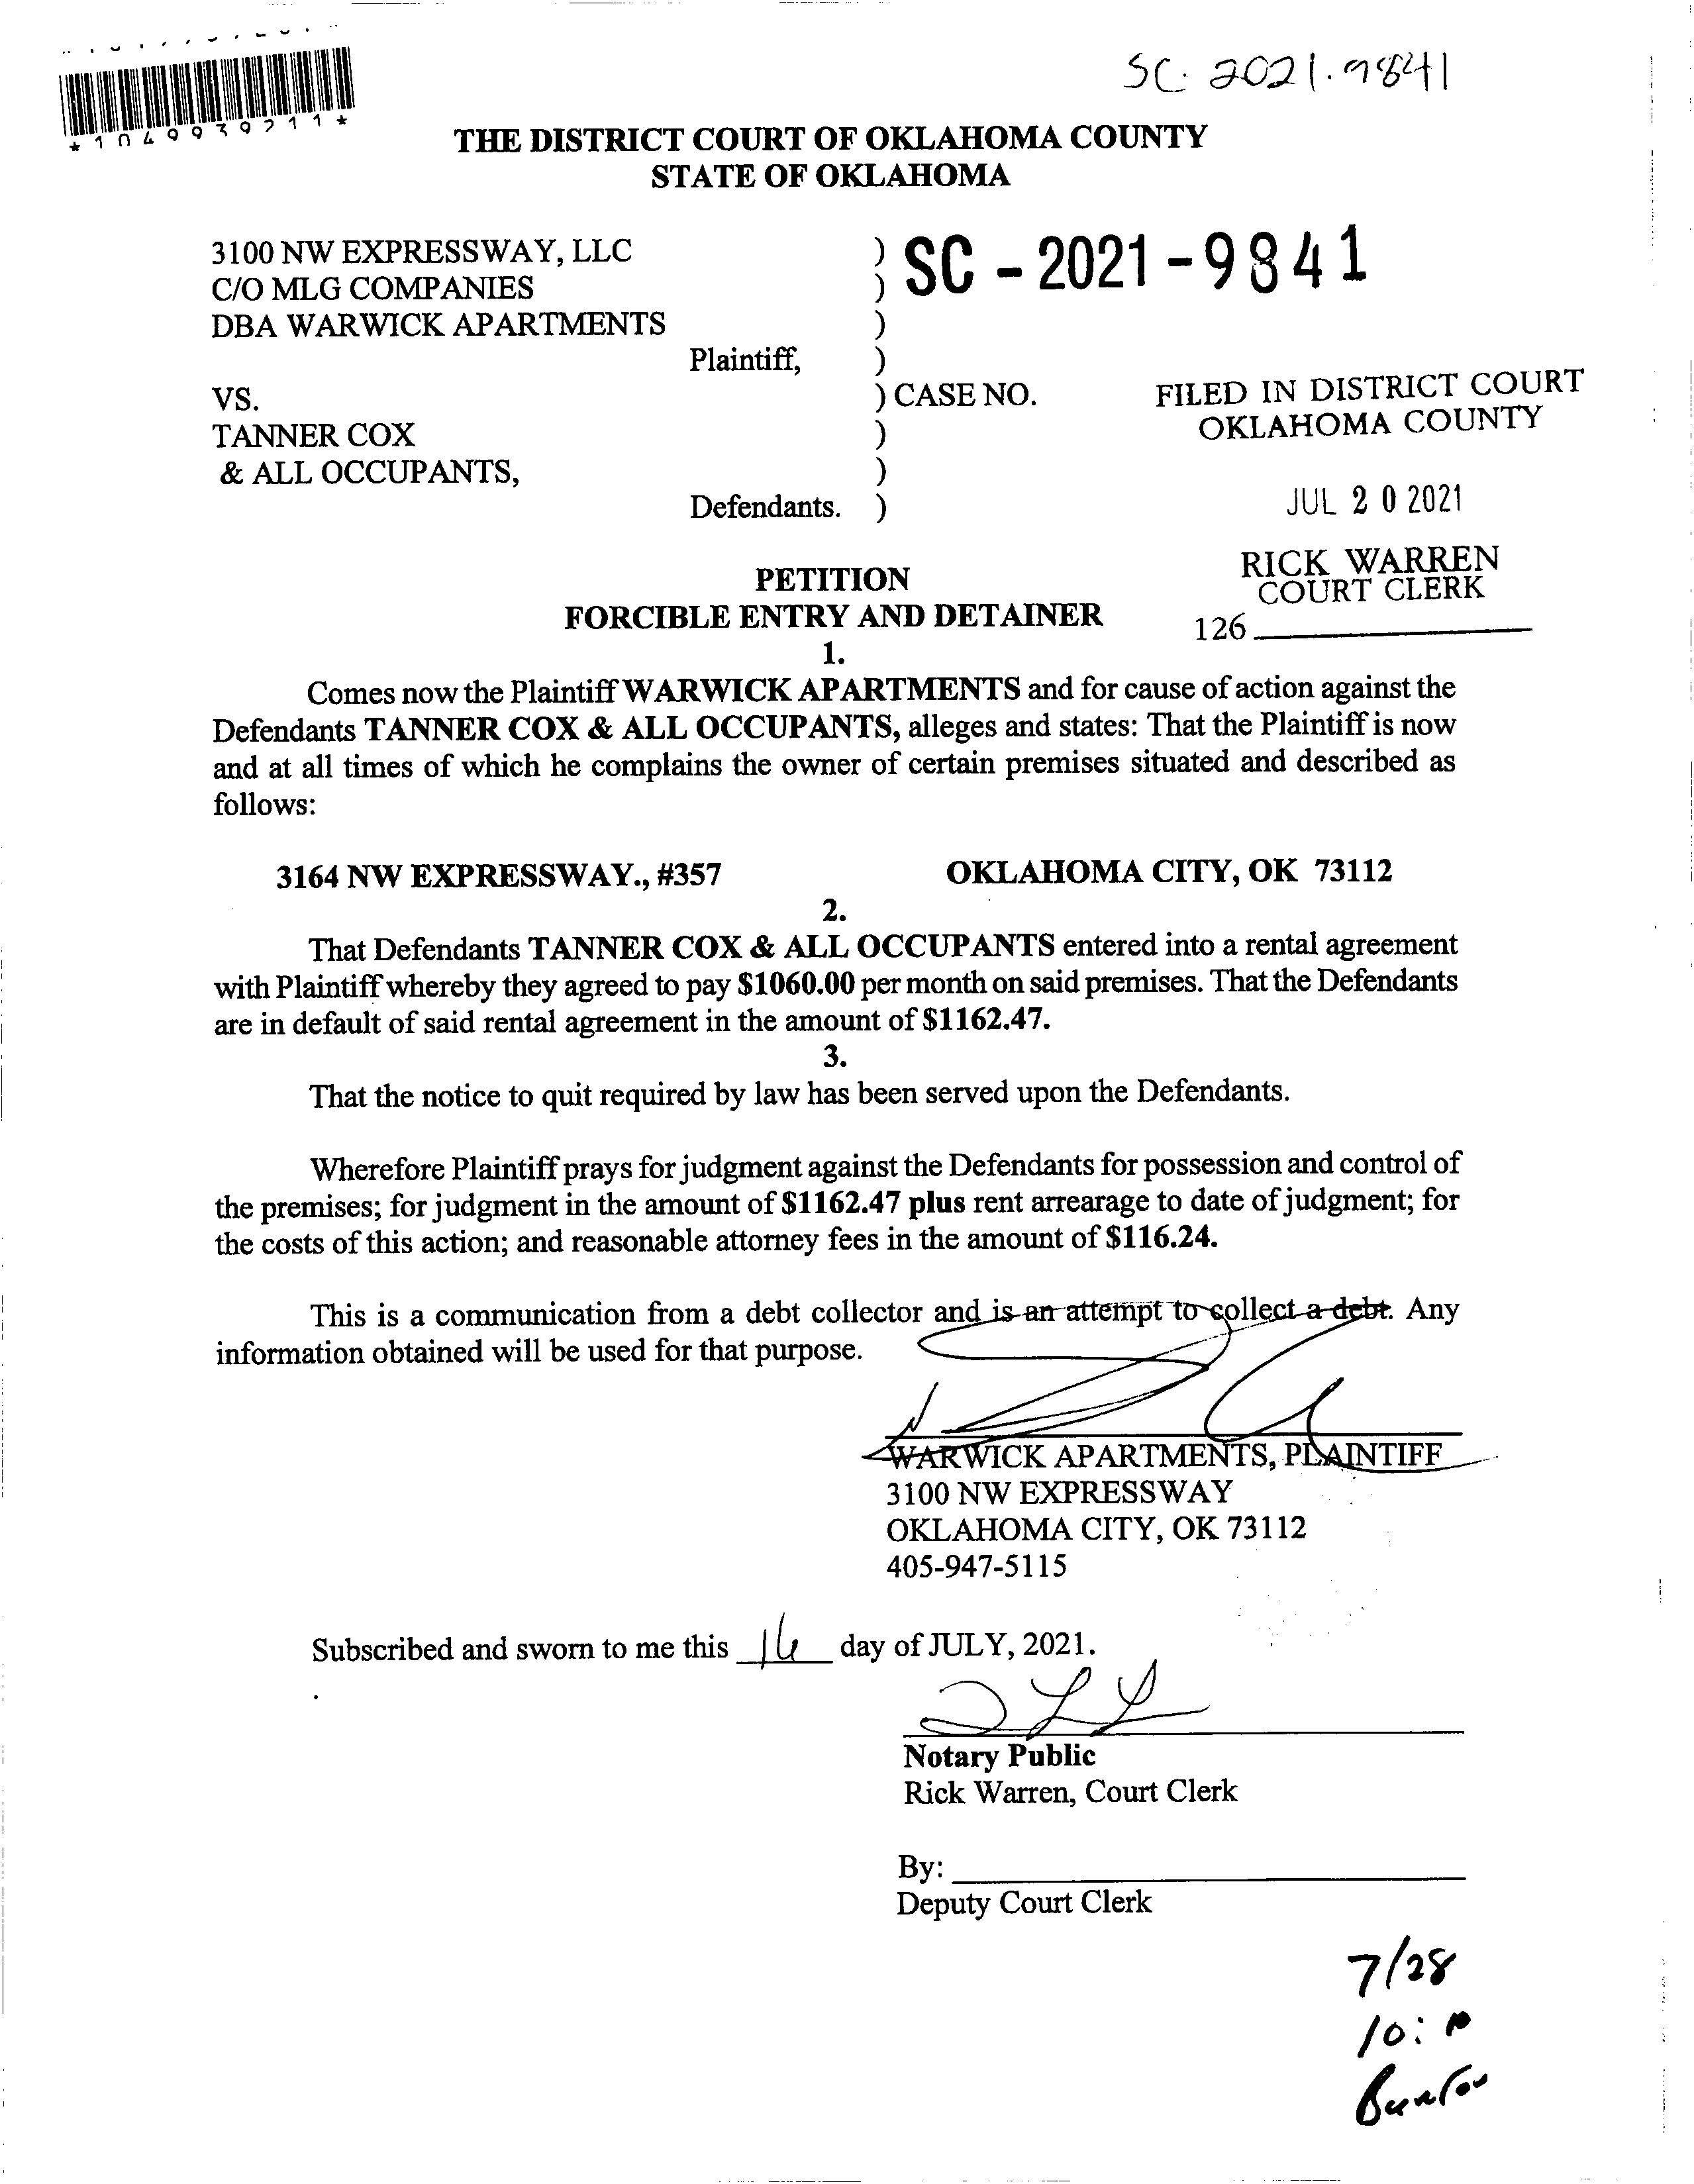 SC. 2021.9841
*1049939211*
THE DISTRICT COURT OF OKLAHOMA COUNTY
STATE OF OKLAHOMA
3100 NW EXPRESSWAY, LLC ) SC - 2021 - 9841
C/O MLG COMPANIES )
DBA WARWICK APARTMENTS )
Plaintiff, )
VS. ) CASE NO.
TANNER COX )
& ALL OCCUPANTS, )
Defendants. )
FILED IN DISTRICT COURT
OKLAHOMA COUNTY
JUL 20 2021
RICK WARREN
COURT CLERK
126
PETITION
FORCIBLE ENTRY AND DETAINER
1.
Comes now the Plaintiff WARWICK APARTMENTS and for cause of action against the
Defendants TANNER COX & ALL OCCUPANTS, alleges and states: That the Plaintiff is now
and at all times of which he complains the owner of certain premises situated and described as
follows:
3164 NW EXPRESSWAY., #357 OKLAHOMA CITY, OK 73112
2.
That Defendants TANNER COX & ALL OCCUPANTS entered into a rental agreement
with Plaintiff whereby they agreed to pay $1060.00 per month on said premises. That the Defendants
are in default of said rental agreement in the amount of $1162.47.
3.
That the notice to quit required by law has been served upon the Defendants.
Wherefore Plaintiff prays for judgment against the Defendants for possession and control of
the premises; for judgment in the amount of $1162.47 plus rent arrearage to date of judgment; for
the costs of this action; and reasonable attorney fees in the amount of $116.24.
This is a communication from a debt collector and is an attempt to collect a debt. Any
information obtained will be used for that purpose.
WARWICK APARTMENTS, PLAINTIFF
3100 NW EXPRESSWAY
OKLAHOMA CITY, OK 73112
405-947-5115
Subscribed and sworn to me this 16 day of JULY, 2021.
Notary Public
Rick Warren, Court Clerk
By:
Deputy Court Clerk
7/28
10: